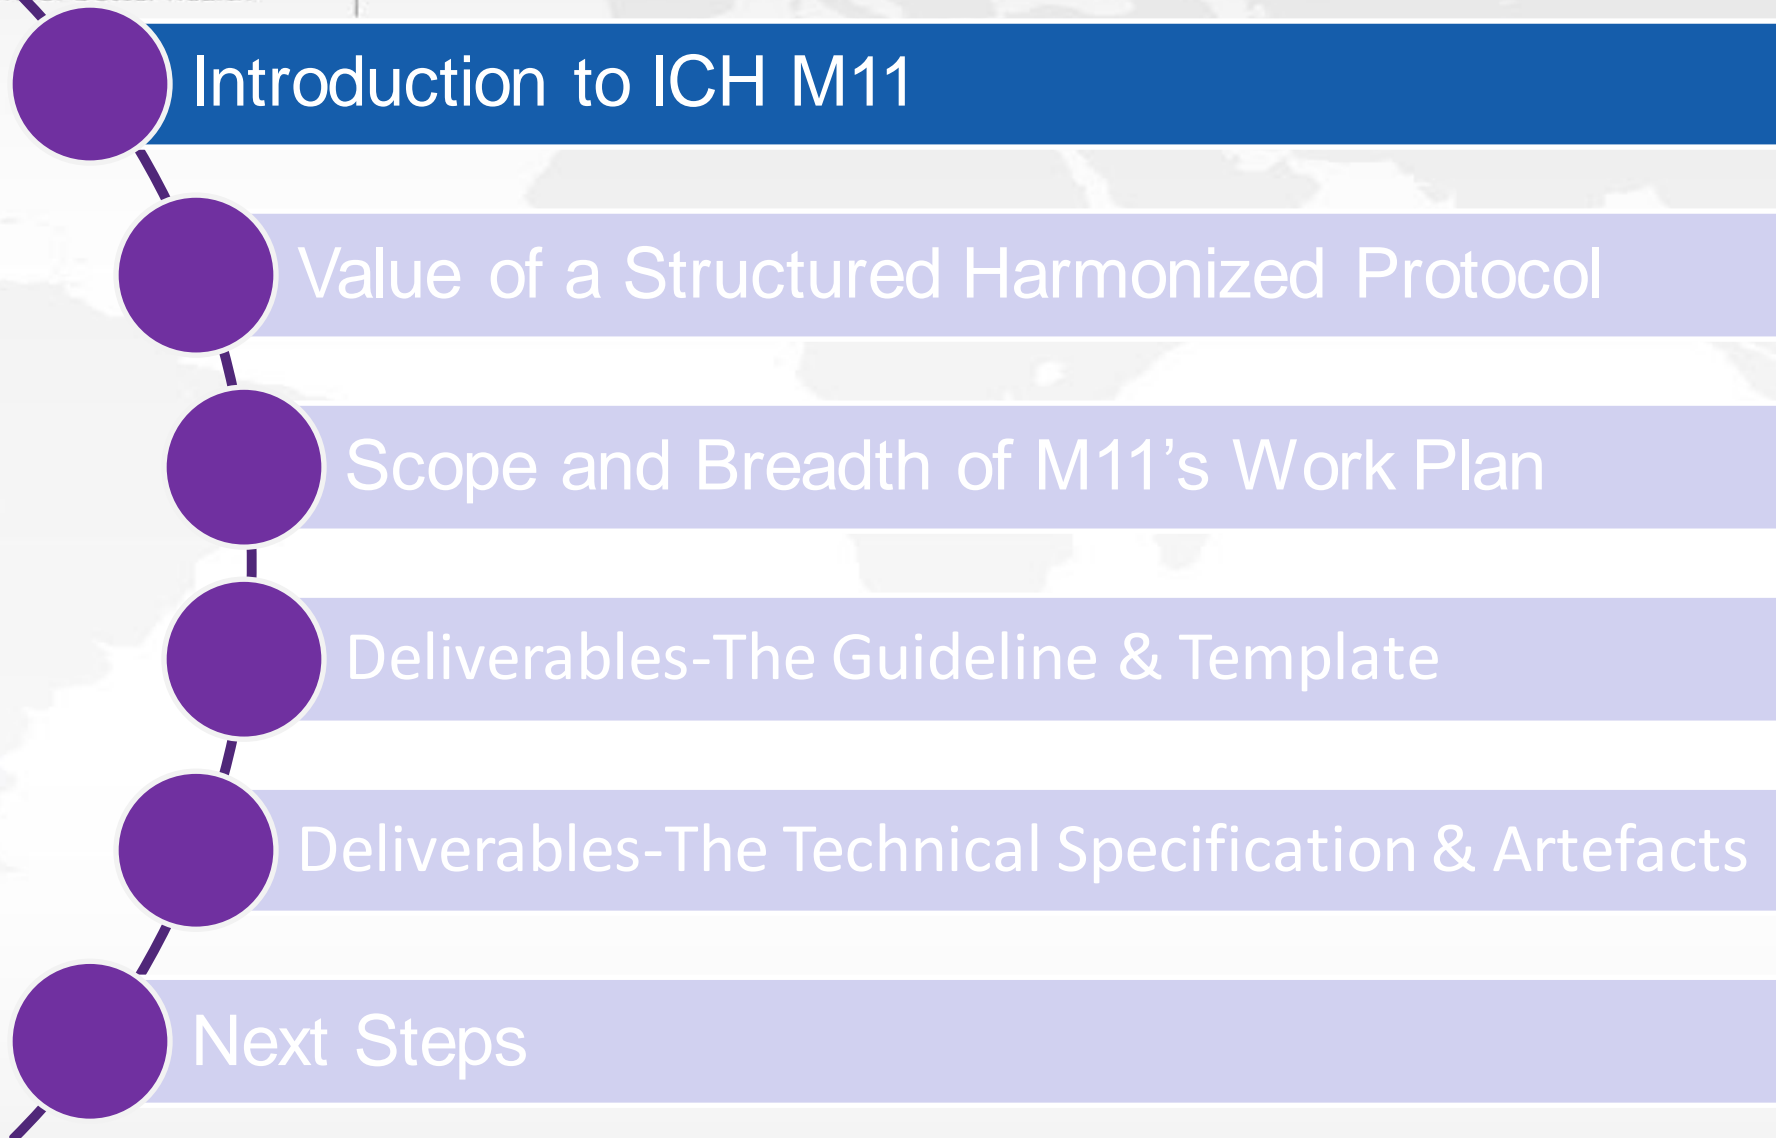 Introduction to ICH M11
Value of a Structured Harmonized Protocol
Scope and Breadth of M11’s Work Plan
Deliverables-The Guideline & Template
Deliverables-The Technical Specification & Artefacts
Next Steps